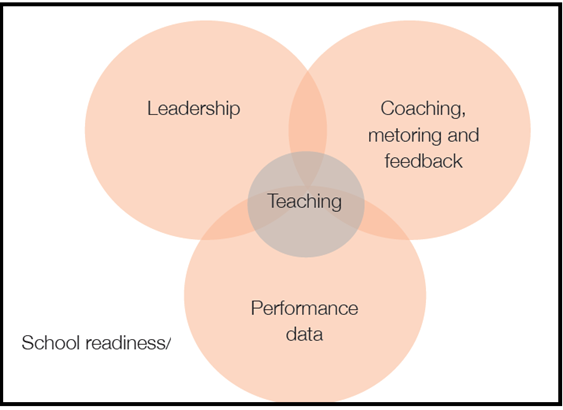 Leadership
Coaching,
metoring and
feedback
Teaching
Performance
data
School readiness/